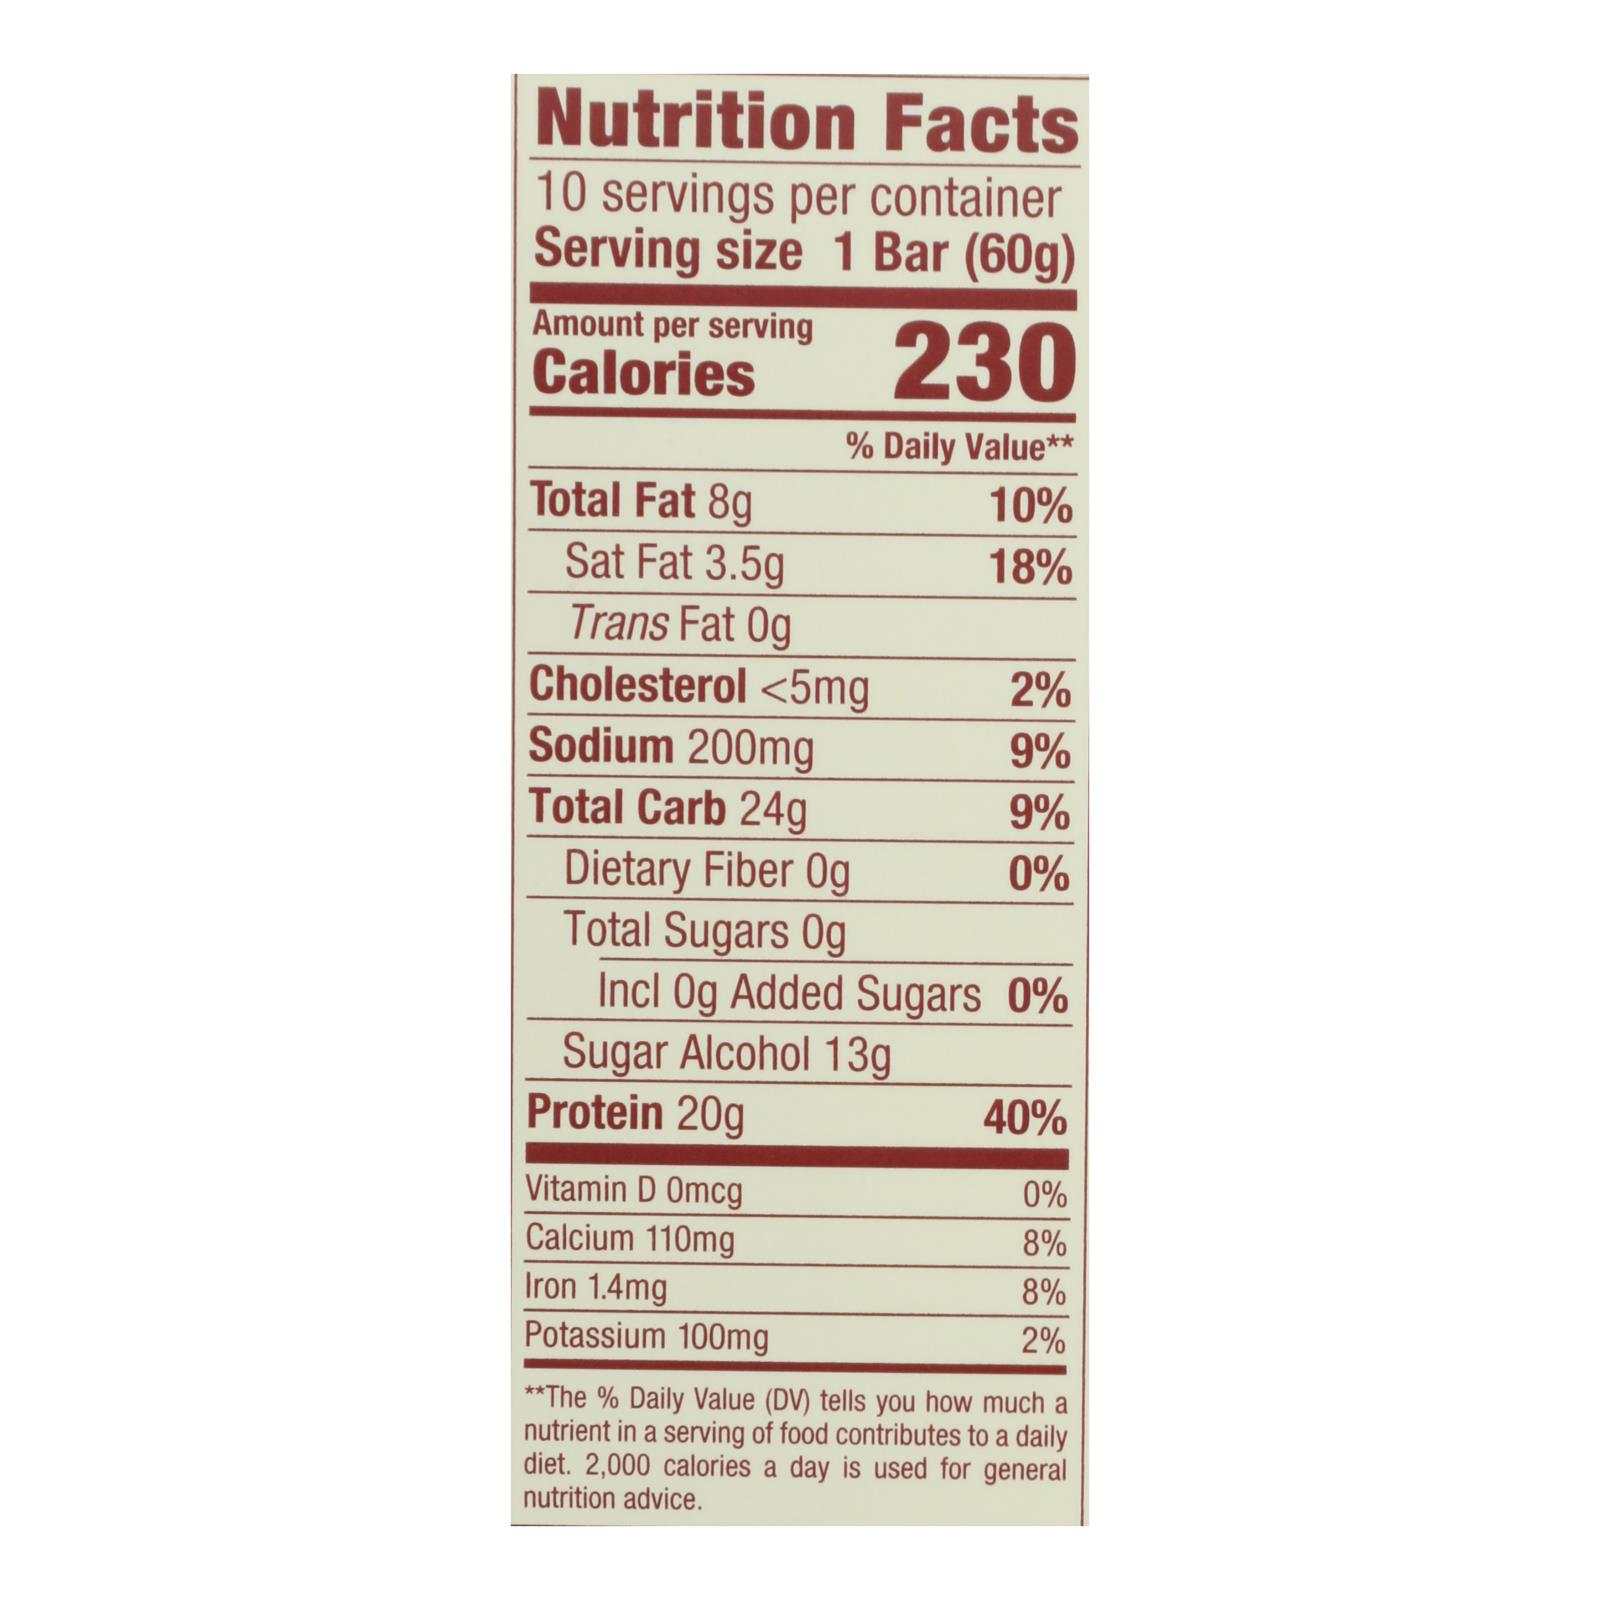 Nutrition Facts
10 servings per container
Serving size 1 Bar (60g)
Amount per serving
Calories 230
% Daily Value**
Total Fat 8g 10%
Sat Fat 3.5g 18%
Trans Fat 0g
Cholesterol <5mg 2%
Sodium 200mg 9%
Total Carb 24g 9%
Dietary Fiber 0g 0%
Total Sugars 0g
Incl 0g Added Sugars 0%
Sugar Alcohol 13g
Protein 20g 40%
Vitamin D 0mcg 0%
Calcium 110mg 8%
Iron 1.4mg 8%
Potassium 100mg 2%
**The % Daily Value (DV) tells you how much a
nutrient in a serving of food contributes to a daily
diet. 2,000 calories a day is used for general
nutrition advice.